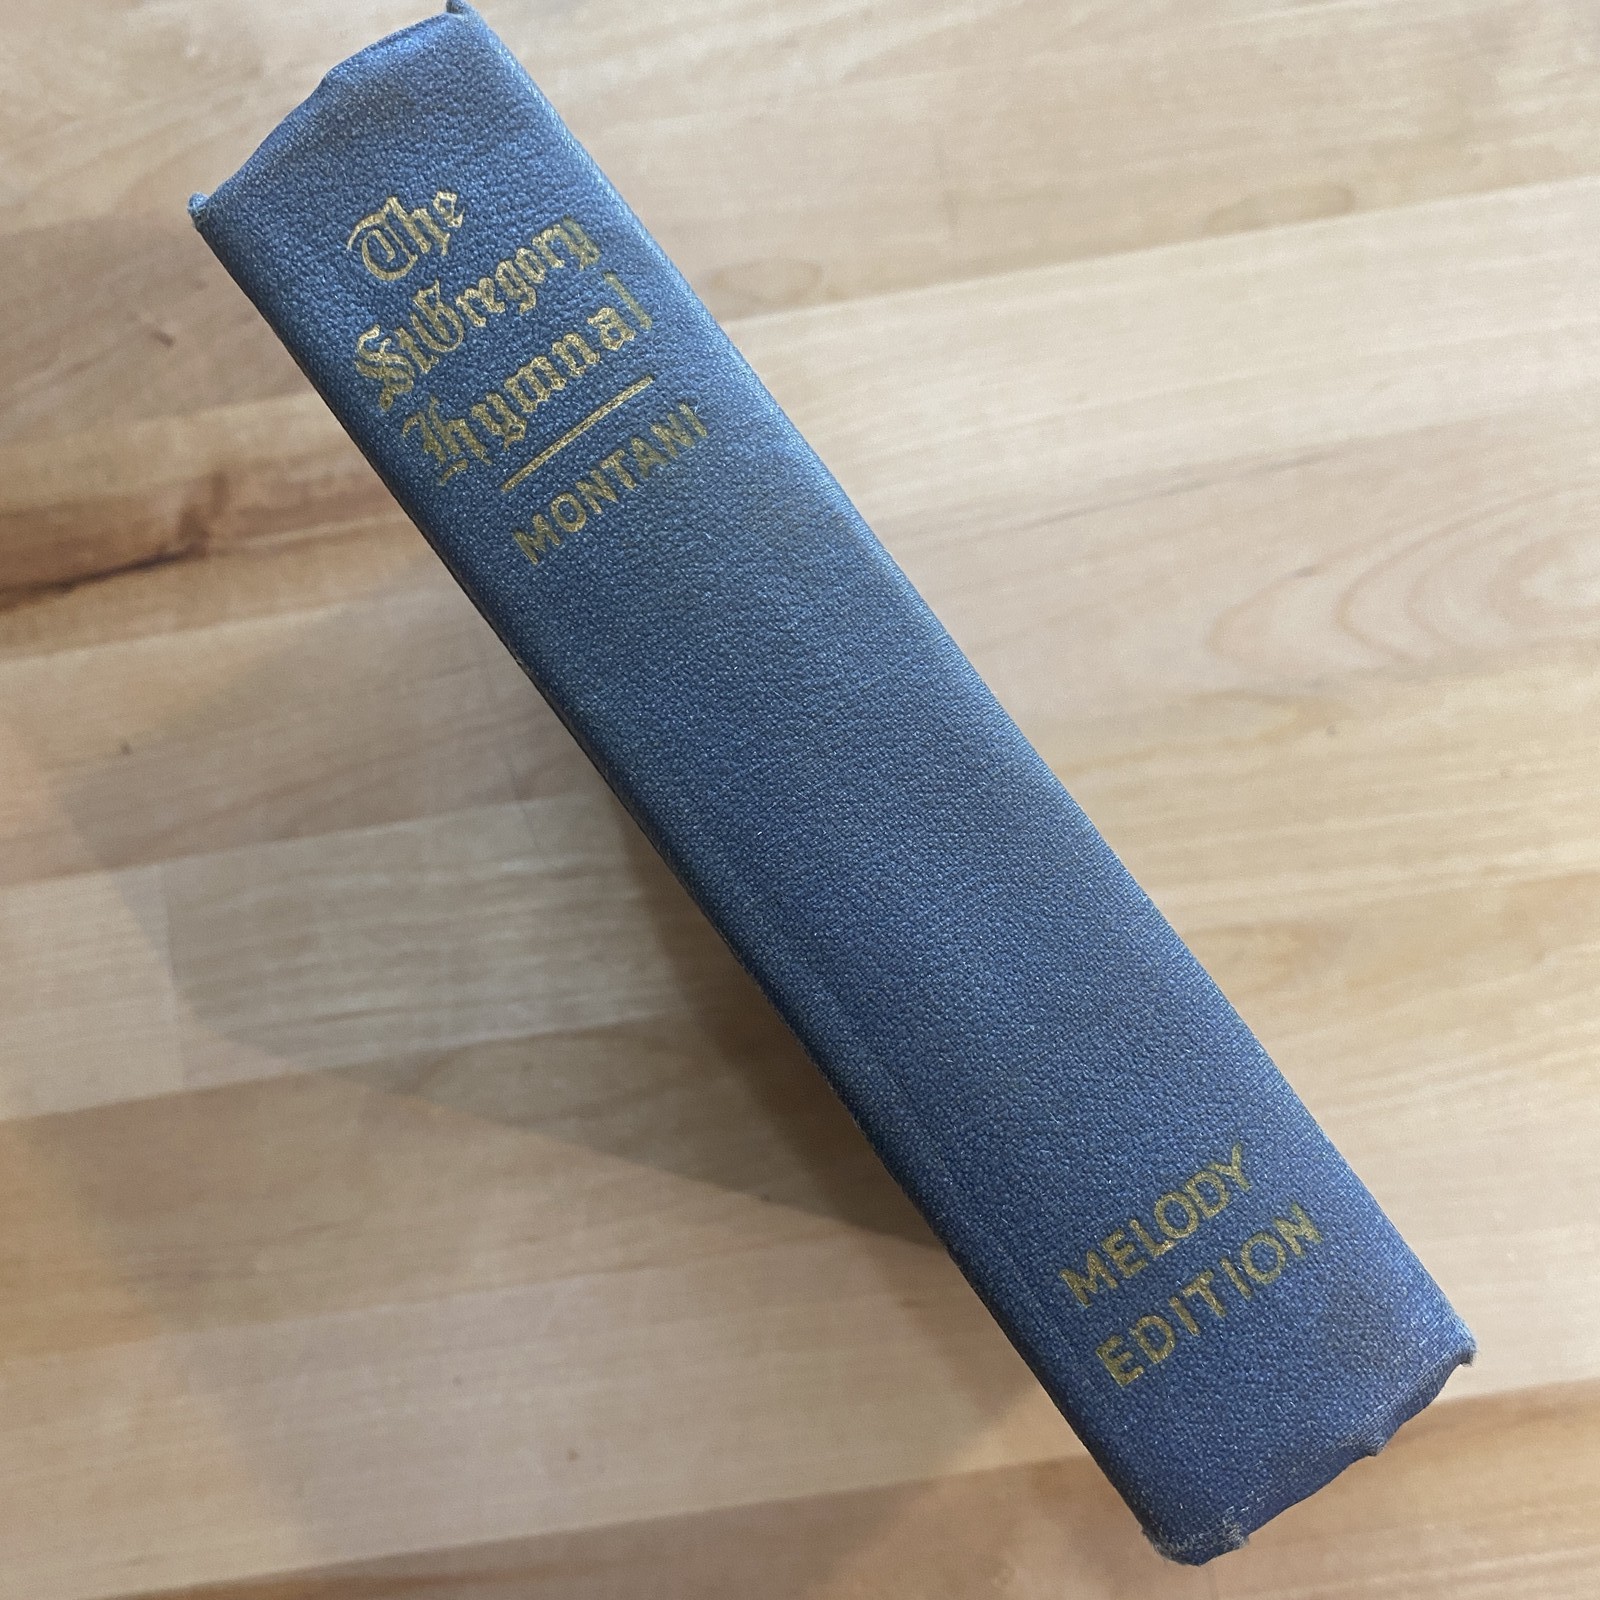 The
St Gregory
Hymnal
MONTANI
MELODY
EDITION